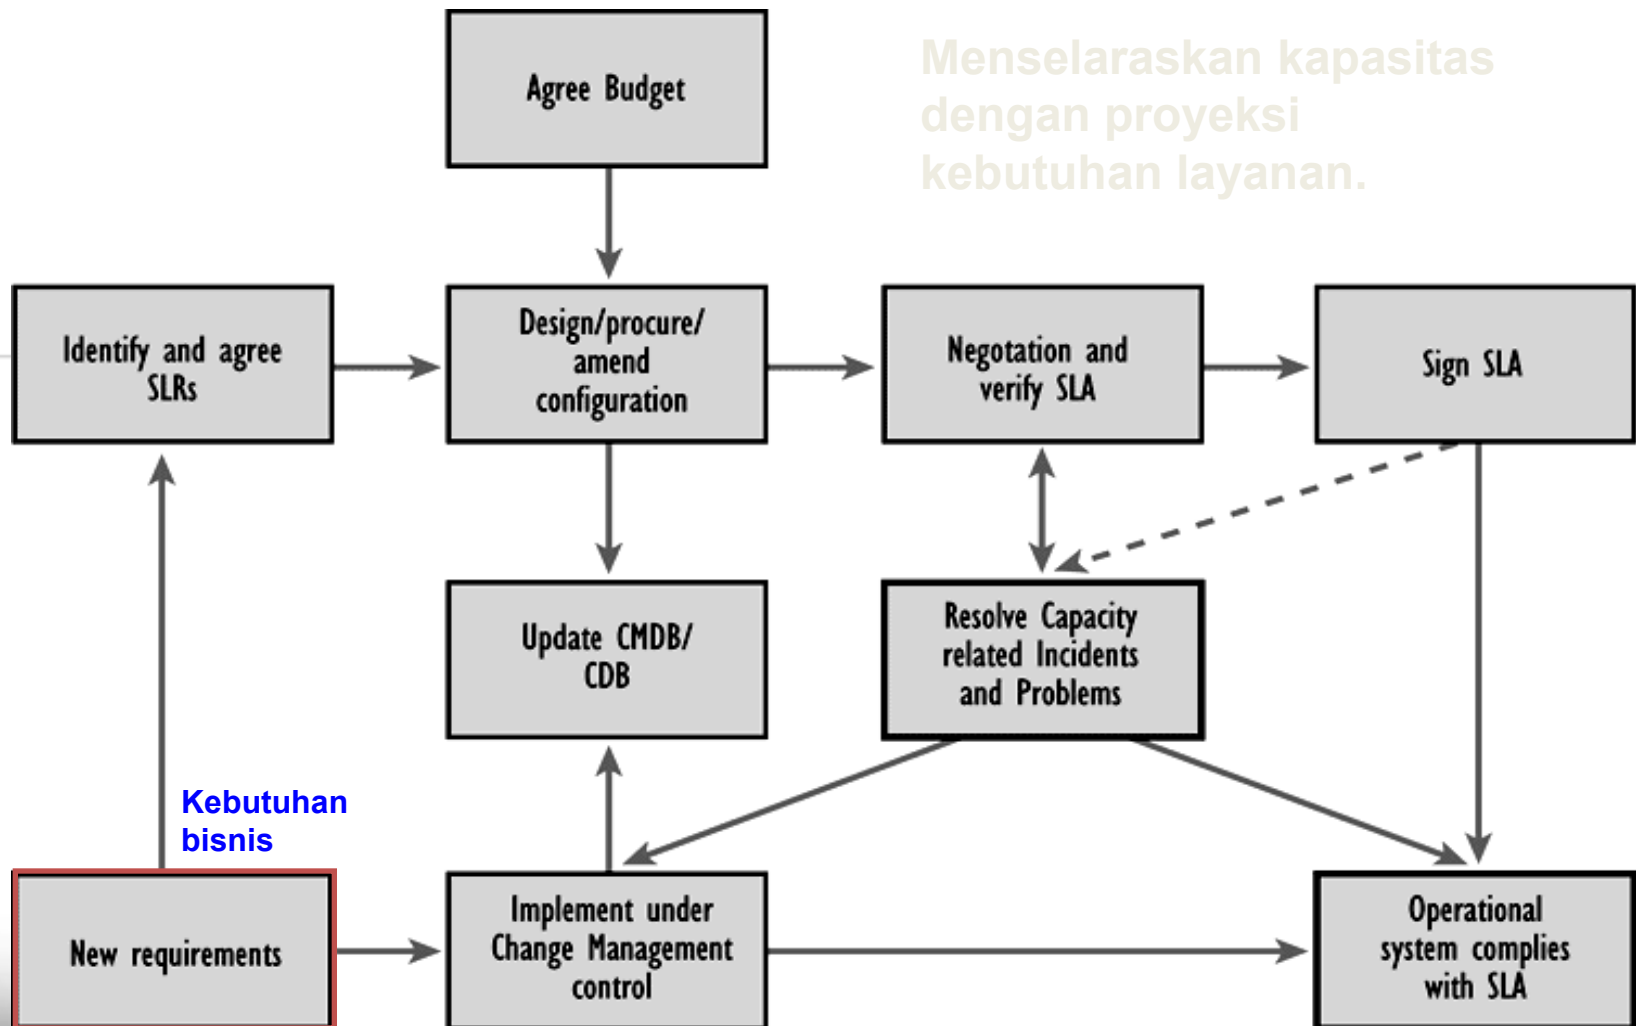 Agree Budget
Menselaraskan kapasitas
dengan proyeksi
kebutuhan layanan.
Identify and agree
SLRs
Design/procure/
amend
configuration
Negotation and
verify SLA
Sign SLA
Update CMDB/
CDB
Resolve Capacity
related Incidents
and Problems
Kebutuhan
bisnis
New requirements
Implement under
Change Management
control
Operational
system complies
with SLA